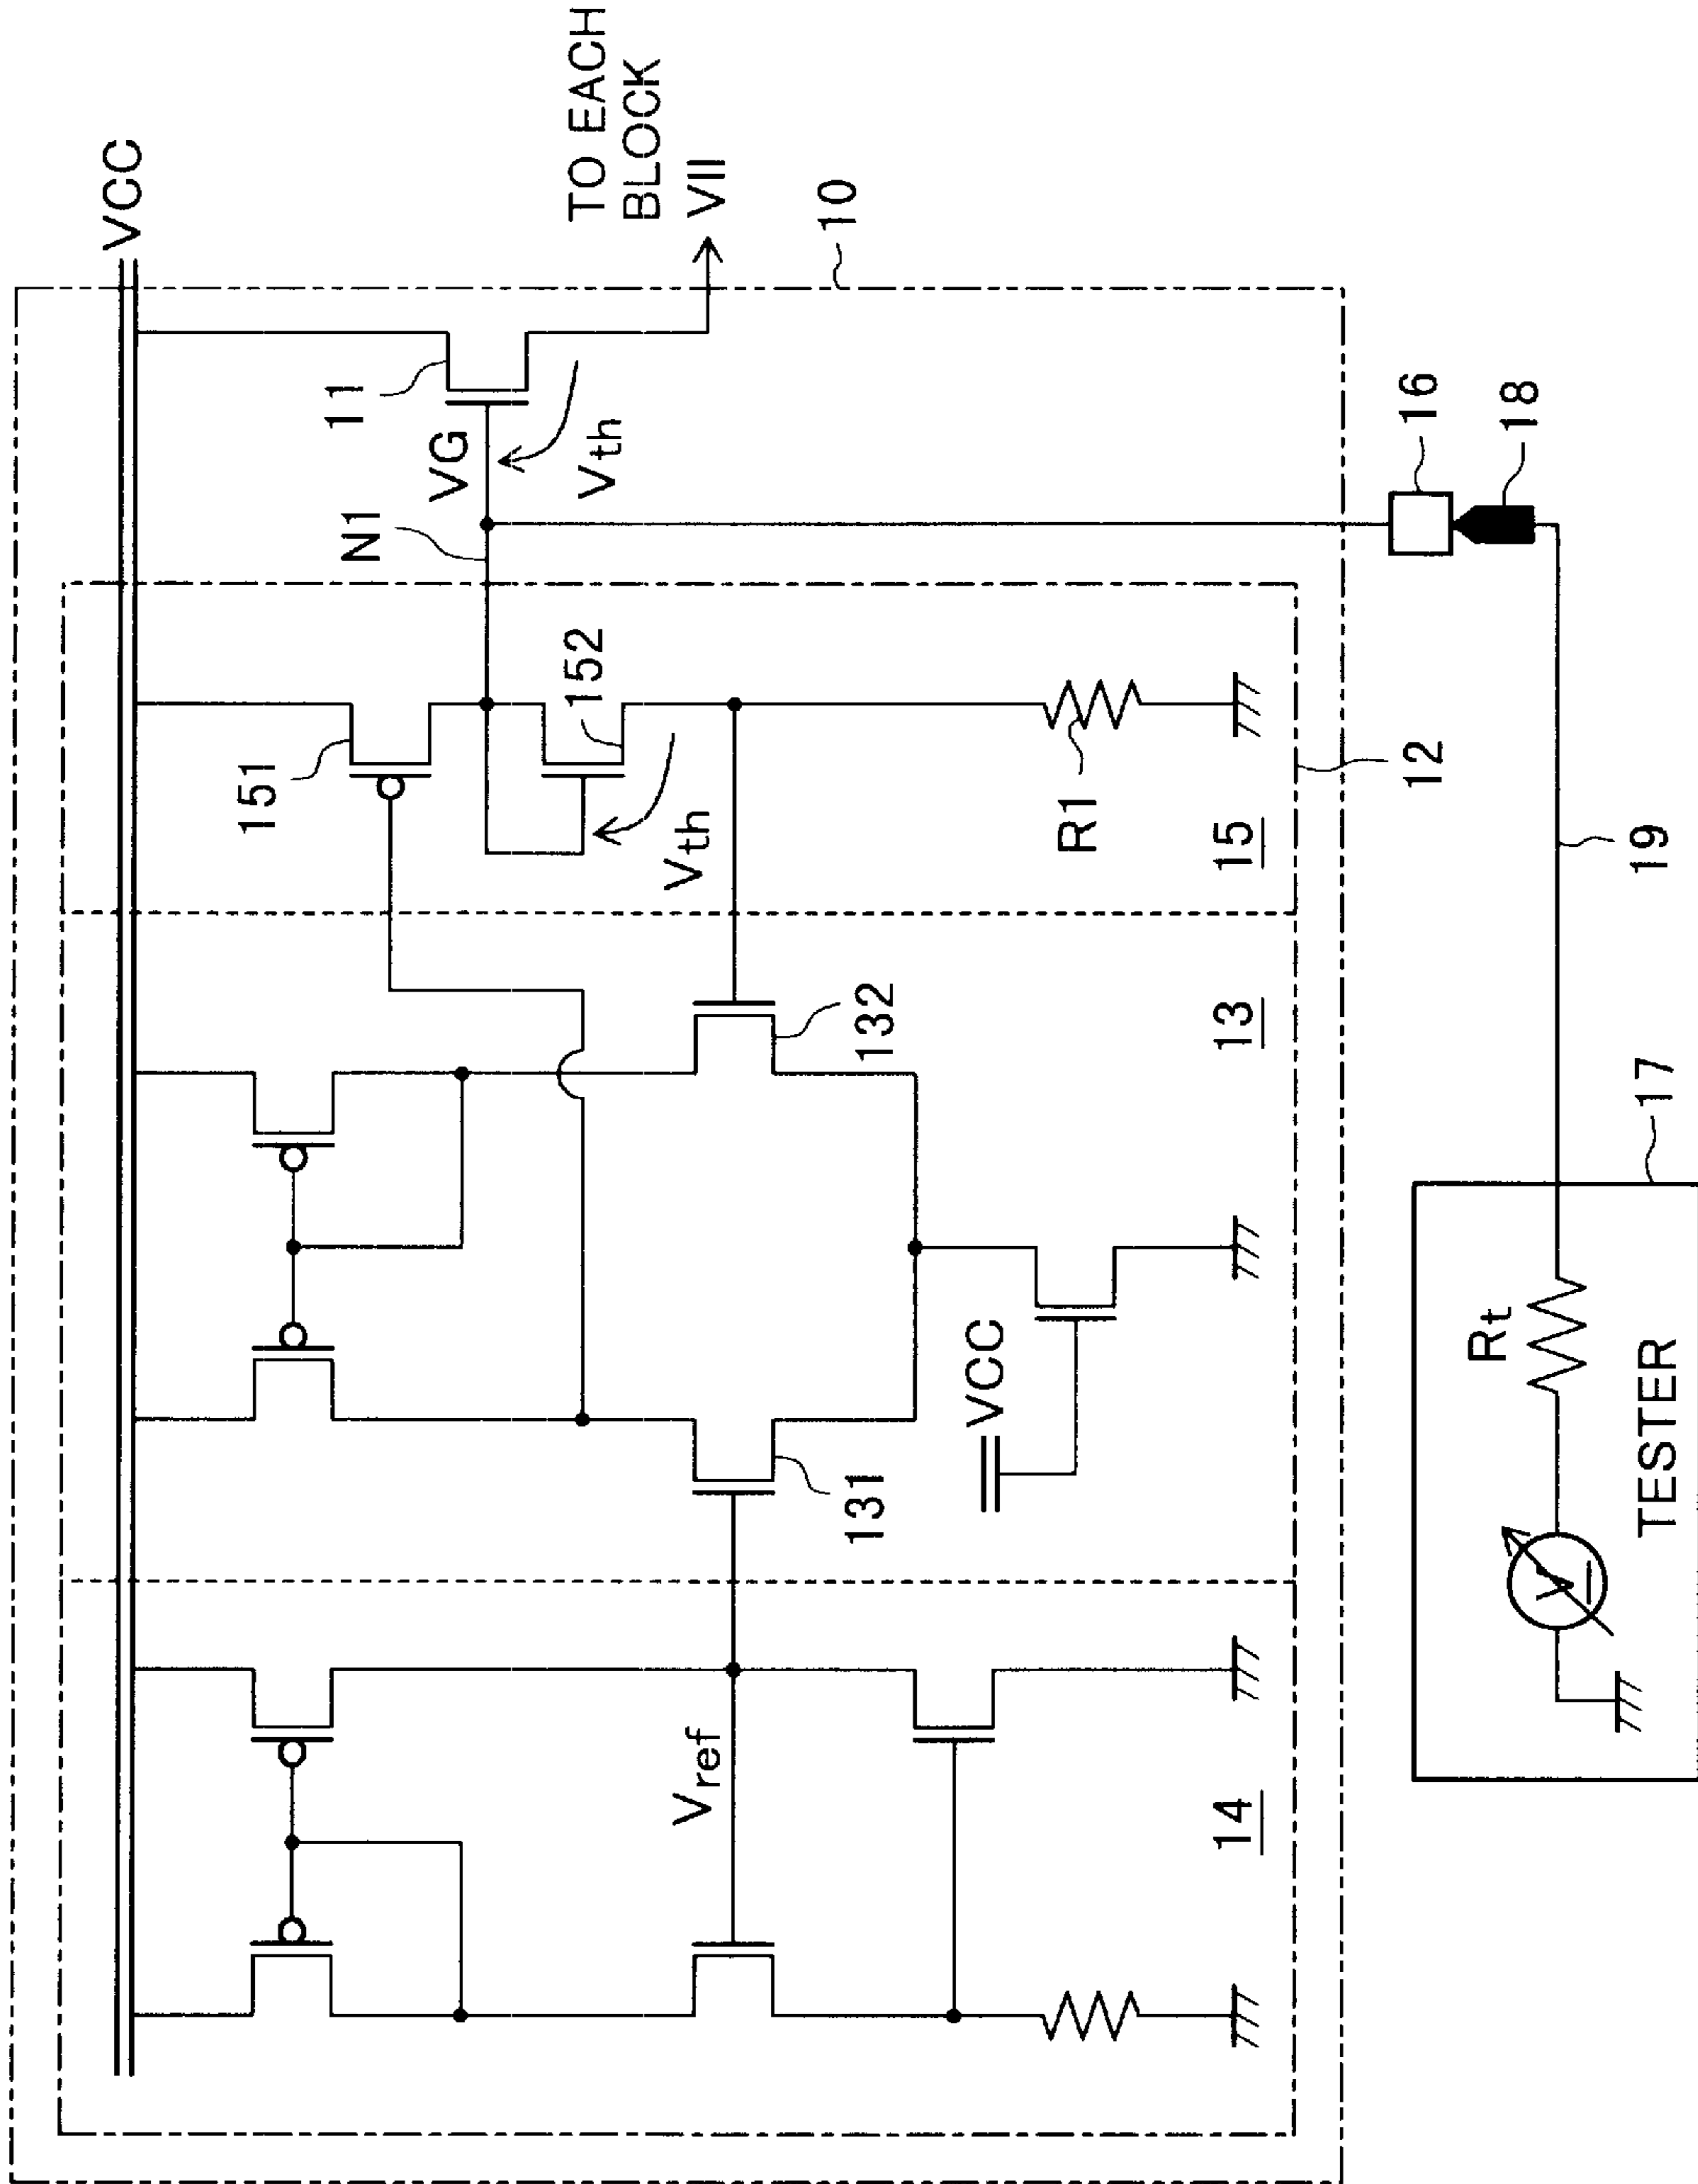 VCC
TO EACH
BLOCK
VII
10
11
VG
Vth
N1
16
18
151
152
Vth
R1
15
12
19
132
13
131
VCC
17
Rt
V
TESTER
Vref
14